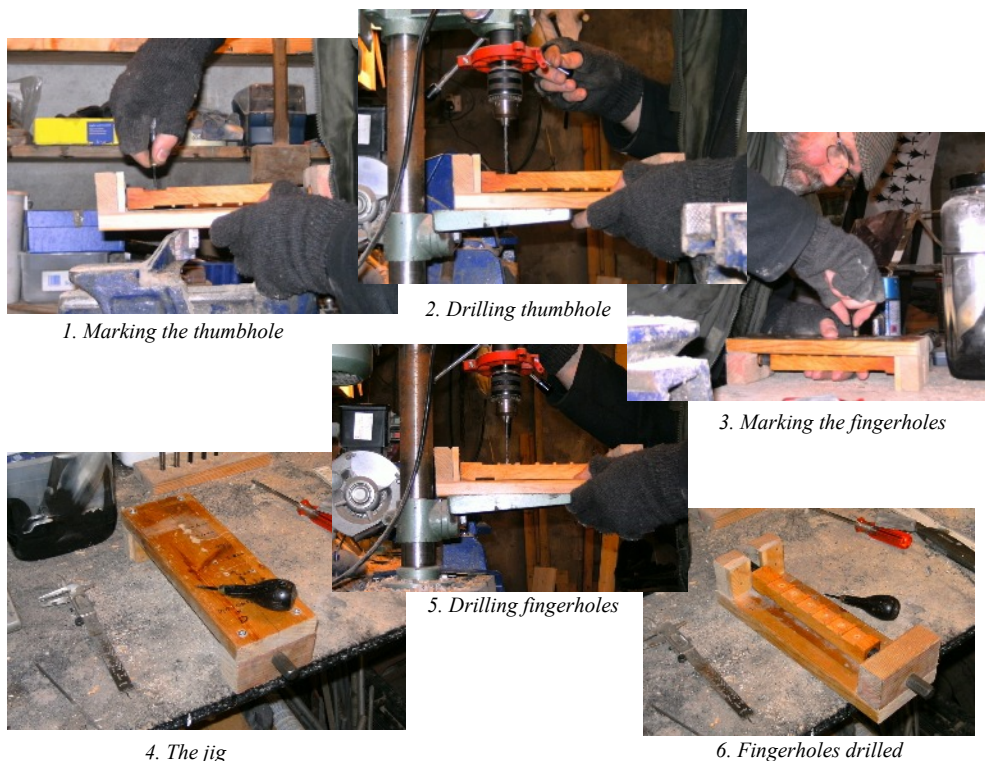 1. Marking the thumbhole
2. Drilling thumbhole
3. Marking the fingerholes
4. The jig
5. Drilling fingerholes
6. Fingerholes drilled